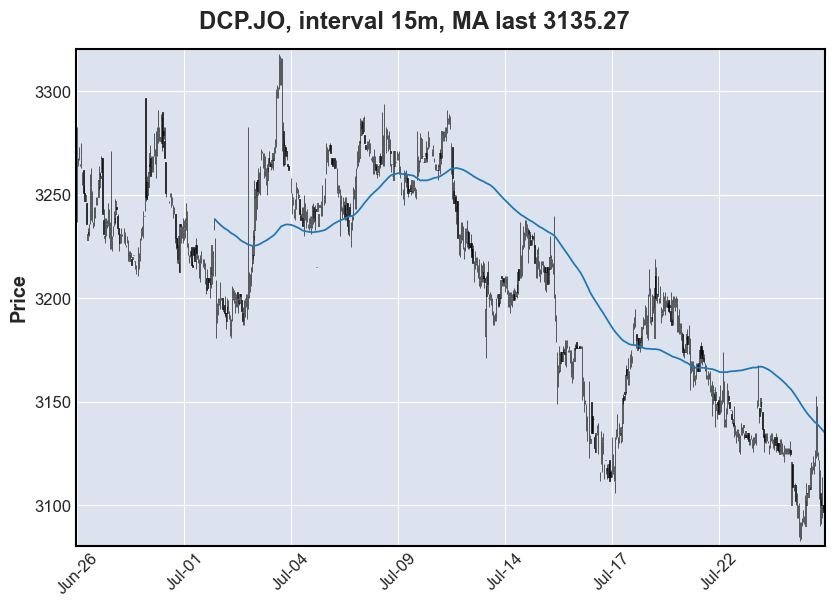 DCP.JO, interval 15m, MA last 3135.27
Price
3300
3250
3200
3150
3100
Jun-26
Jul-01
Jul-04
Jul-09
Jul-14
Jul-17
Jul-22